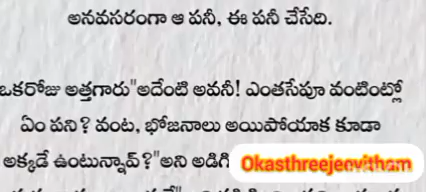 అనవసరంగా ఆ పనీ, ఈ పనీ చేసేది.
ఒకరోజు అత్తగారు"అదేంటి అవనీ! ఎంతసేపూ వంటింట్లో
ఏం పని? వంట, భోజనాలు అయిపోయాక కూడా
అక్కడే ఉంటున్నావ్?"అని అడిగి
Okasthreejeevitham